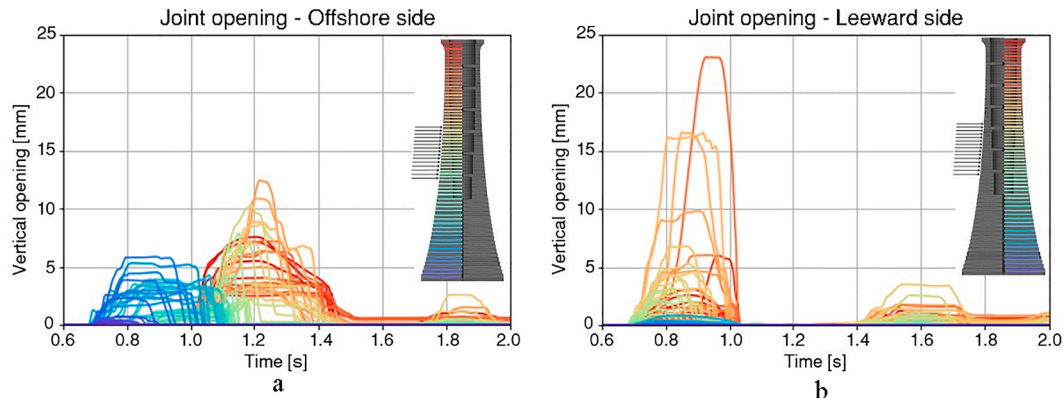 Joint opening - Offshore side
25
20
15
10
5
0
Vertical opening [mm]
0.6 0.8 1.0 1.2 1.4 1.6 1.8 2.0
Time [s]
a
Joint opening - Leeward side
25
20
15
10
5
0
Vertical opening [mm]
0.6 0.8 1.0 1.2 1.4 1.6 1.8 2.0
Time [s]
b